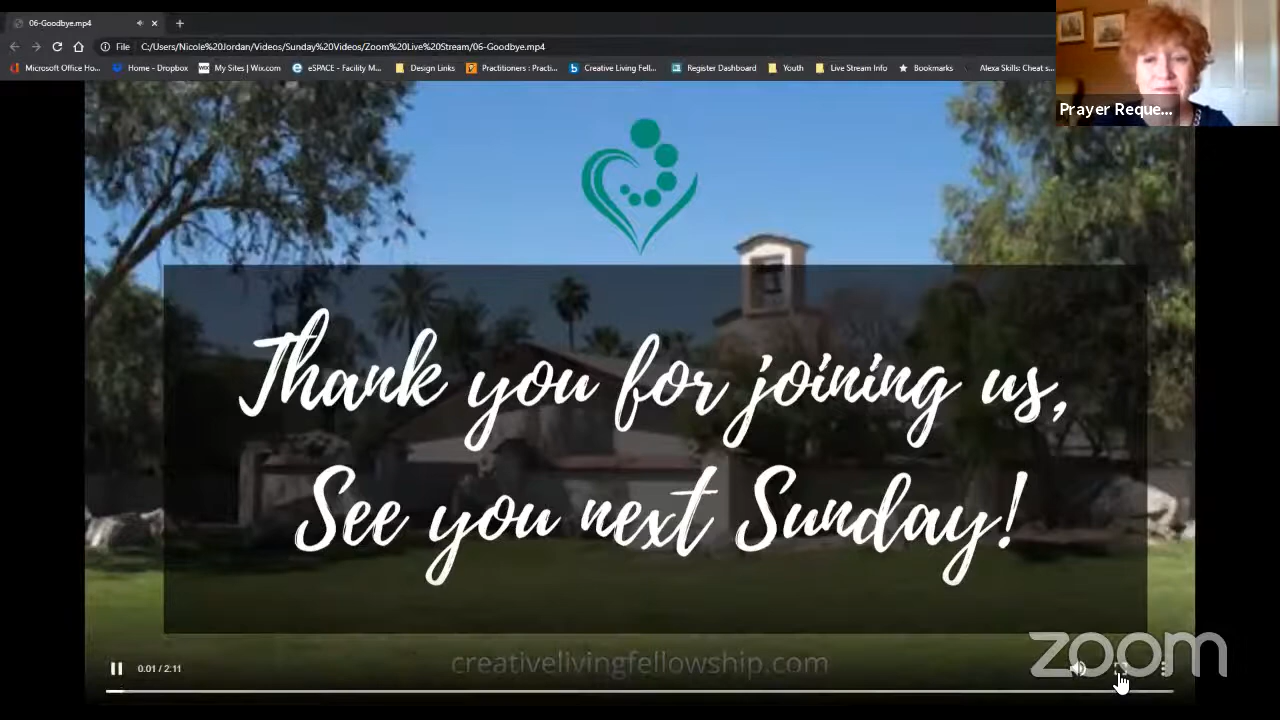 06-Goodbye.mp4
File C:/Users/Nicole%20Jordan/Videos/Sunday%20Videos/Zoom%20Live%20Stream/06-Goodbye.mp4
Microsoft Office Ho... Home - Dropbox WIX My Sites | Wix.com eSPACE - Facility M... Design Links Practitioners : Prach... Creative Living Fell... Register Dashboard Youth Live Stream Info Bookmarks Alexa Skills: Cheat s...
Prayer Reque...
Thank you for joining us,
See you next Sunday!
0:01 / 2:11
creativelivingfellowship.com
zoom